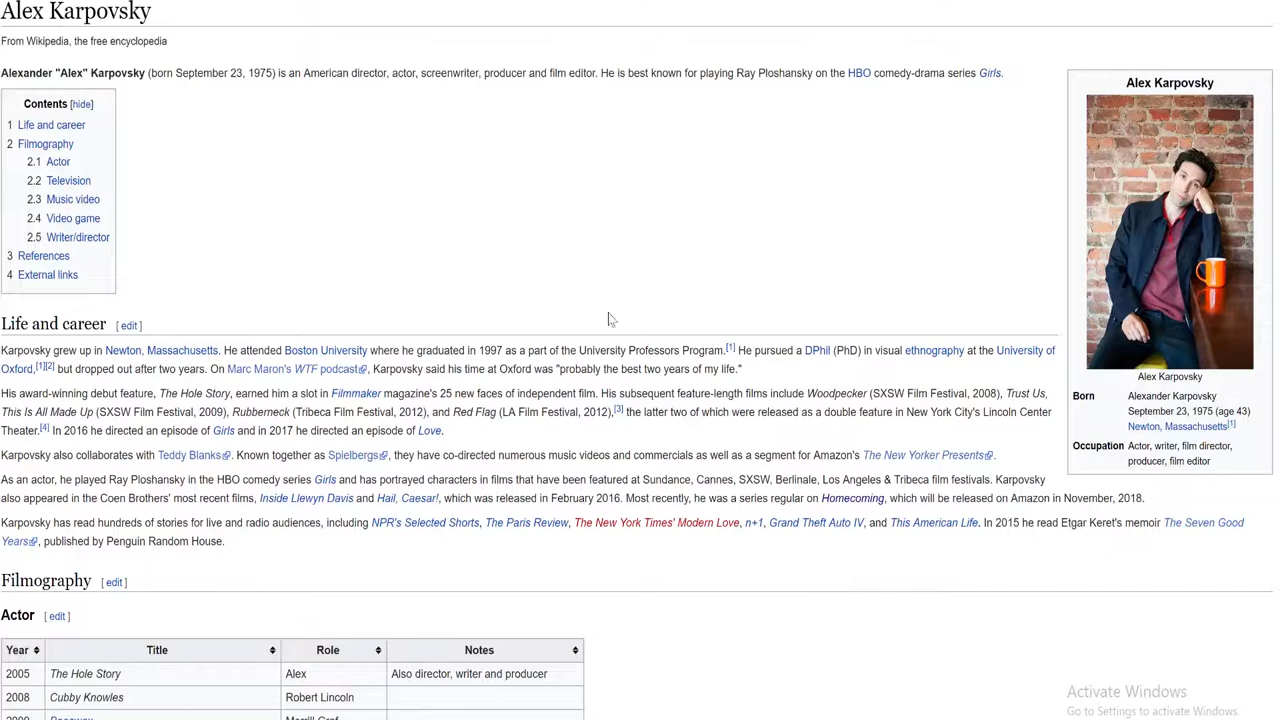 Alex Karpovsky
From Wikipedia, the free encyclopedia
Alexander "Alex" Karpovsky (born September 23, 1975) is an American director, actor, screenwriter, producer and film editor. He is best known for playing Ray Ploshansky on the HBO comedy-drama series Girls.
Contents [hide]
1 Life and career
2 Filmography
2.1 Actor
2.2 Television
2.3 Music video
2.4 Video game
2.5 Writer/director
3 References
4 External links
Alex Karpovsky
Alex Karpovsky
Born Alexander Karpovsky
September 23, 1975 (age 43)
Newton, Massachusetts[1]
Occupation Actor, writer, film director,
producer, film editor
Life and career [ edit ]
Karpovsky grew up in Newton, Massachusetts. He attended Boston University where he graduated in 1997 as a part of the University Professors Program.[1] He pursued a DPhil (PhD) in visual ethnography at the University of
Oxford,[1][2] but dropped out after two years. On Marc Maron's WTF podcast, Karpovsky said his time at Oxford was "probably the best two years of my life."
His award-winning debut feature, The Hole Story, earned him a slot in Filmmaker magazine's 25 new faces of independent film. His subsequent feature-length films include Woodpecker (SXSW Film Festival, 2008), Trust Us,
This Is All Made Up (SXSW Film Festival, 2009), Rubberneck (Tribeca Film Festival, 2012), and Red Flag (LA Film Festival, 2012),[3] the latter two of which were released as a double feature in New York City's Lincoln Center
Theater.[4] In 2016 he directed an episode of Girls and in 2017 he directed an episode of Love.
Karpovsky also collaborates with Teddy Blanks. Known together as Spielbergs, they have co-directed numerous music videos and commercials as well as a segment for Amazon's The New Yorker Presents.
As an actor, he played Ray Ploshansky in the HBO comedy series Girls and has portrayed characters in films that have been featured at Sundance, Cannes, SXSW, Berlinale, Los Angeles & Tribeca film festivals. Karpovsky
also appeared in the Coen Brothers' most recent films, Inside Llewyn Davis and Hail, Caesar!, which was released in February 2016. Most recently, he was a series regular on Homecoming, which will be released on Amazon in November, 2018.
Karpovsky has read hundreds of stories for live and radio audiences, including NPR's Selected Shorts, The Paris Review, The New York Times' Modern Love, n+1, Grand Theft Auto IV, and This American Life. In 2015 he read Etgar Keret's memoir The Seven Good
Years, published by Penguin Random House.
Filmography [ edit ]
Actor [ edit ]
Year Title Role Notes
2005 The Hole Story Alex Also director, writer and producer
2008 Cubby Knowles Robert Lincoln
Activate Windows
Go to Settings to activate Windows.